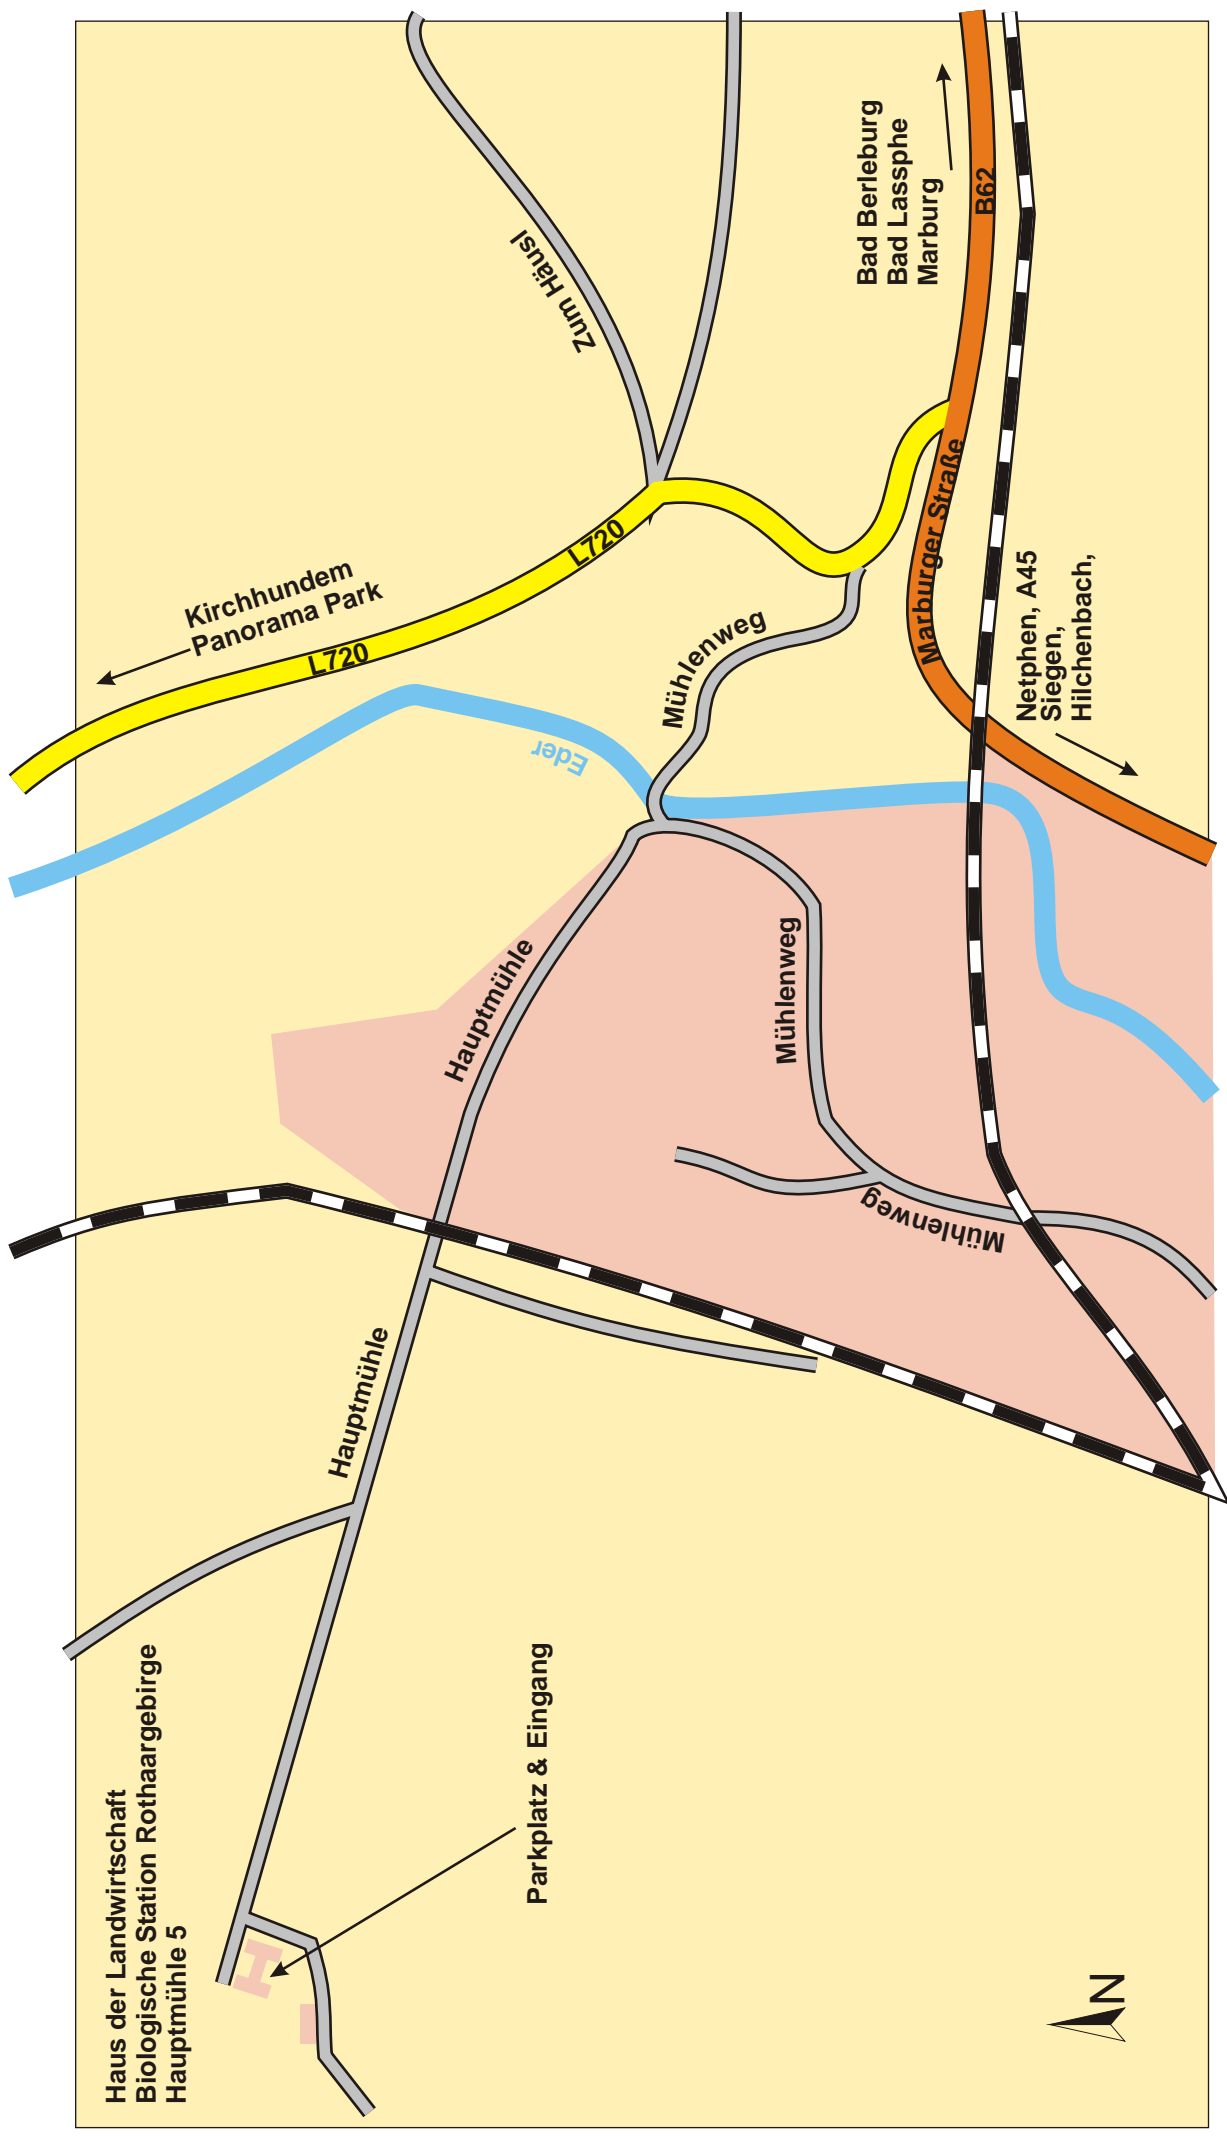 Haus der Landwirtschaft
Biologische Station Rothaargebirge
Hauptmühle 5
Parkplatz & Eingang
N
Hauptmühle
Hauptmühle
Mühlenweg
Mühlenweg
Mühlenweg
Eder
Kirchhundem
Panorama Park
L720
L720
Zum Häusl
Marburger Straße
Netphen, A45
Siegen,
Hilchenbach,
Bad Berleburg
Bad Lassphe
Marburg
B62